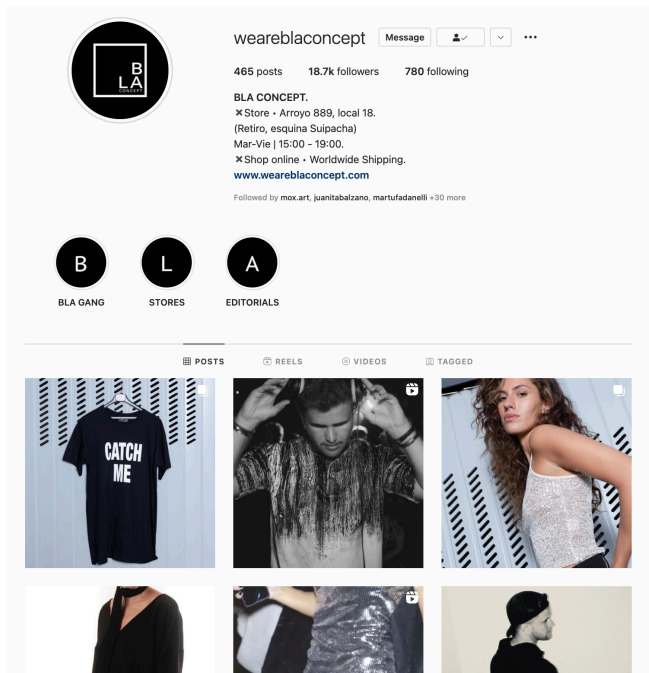 B
LA
CONCEPT
weareblaconcept Message
465 posts 18.7k followers 780 following
BLA CONCEPT.
✕Store • Arroyo 889, local 18.
(Retiro, esquina Suipacha)
Mar-Vie | 15:00 - 19:00.
✕Shop online • Worldwide Shipping.
www.weareblaconcept.com
Followed by mox.art, juanitabalzano, martufadanelli +30 more
B L A
BLA GANG STORES EDITORIALS
POSTS REELS VIDEOS TAGGED
CATCH
ME